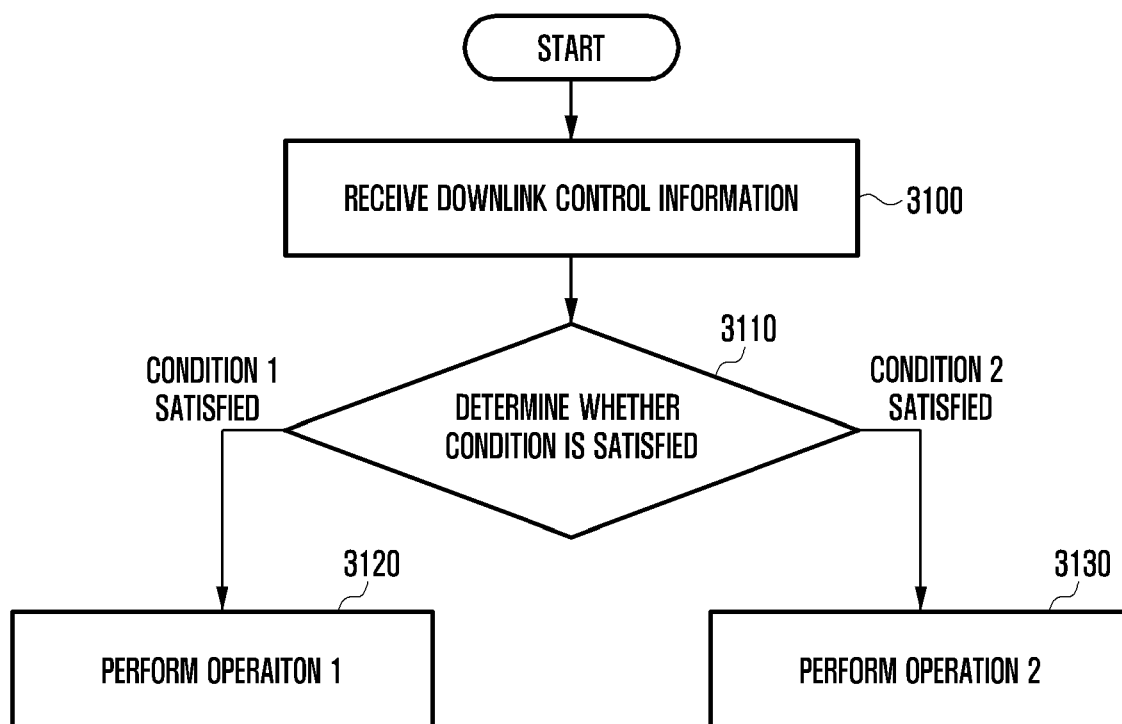 START
RECEIVE DOWNLINK CONTROL INFORMATION
3100
3110
CONDITION 1
SATISFIED
DETERMINE WHETHER
CONDITION IS SATISFIED
CONDITION 2
SATISFIED
3120
PERFORM OPERAITON 1
3130
PERFORM OPERATION 2